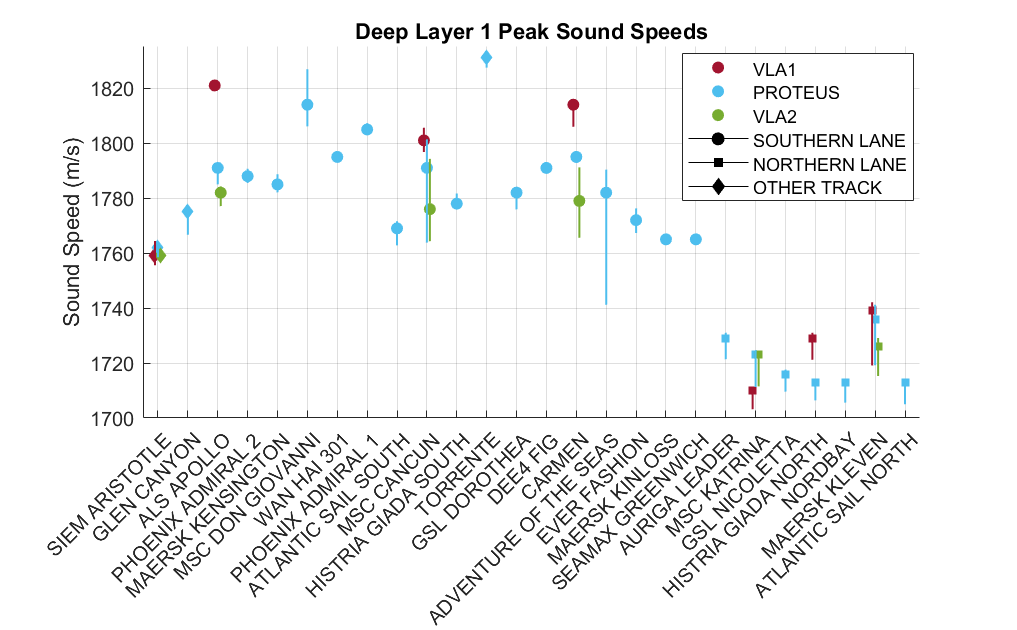 Deep Layer 1 Peak Sound Speeds
Sound Speed (m/s)
1820
1800
1780
1760
1740
1720
1700
VLA1
PROTEUS
VLA2
SOUTHERN LANE
NORTHERN LANE
OTHER TRACK
SIEM ARISTOTLE
GLEN CANYON
ALS APOLLO
PHOENIX ADMIRAL 2
MAERSK KENSINGTON
MSC DON GIOVANNI
WAN HAI 301
PHOENIX ADMIRAL 1
ATLANTIC SAIL SOUTH
MSC CANCUN
HISTRIA GIADA SOUTH
TORRENTE
GSL DOROTHEA
DEE4 FIG
CARMEN
ADVENTURE OF THE SEAS
EVER FASHION
MAERSK KINLOSS
SEAMAX GREENWICH
AURIGA LEADER
MSC KATRINA
GSL NICOLETTA
HISTRIA GIADA NORTH
NORDBAY
MAERSK KLEVEN
ATLANTIC SAIL NORTH